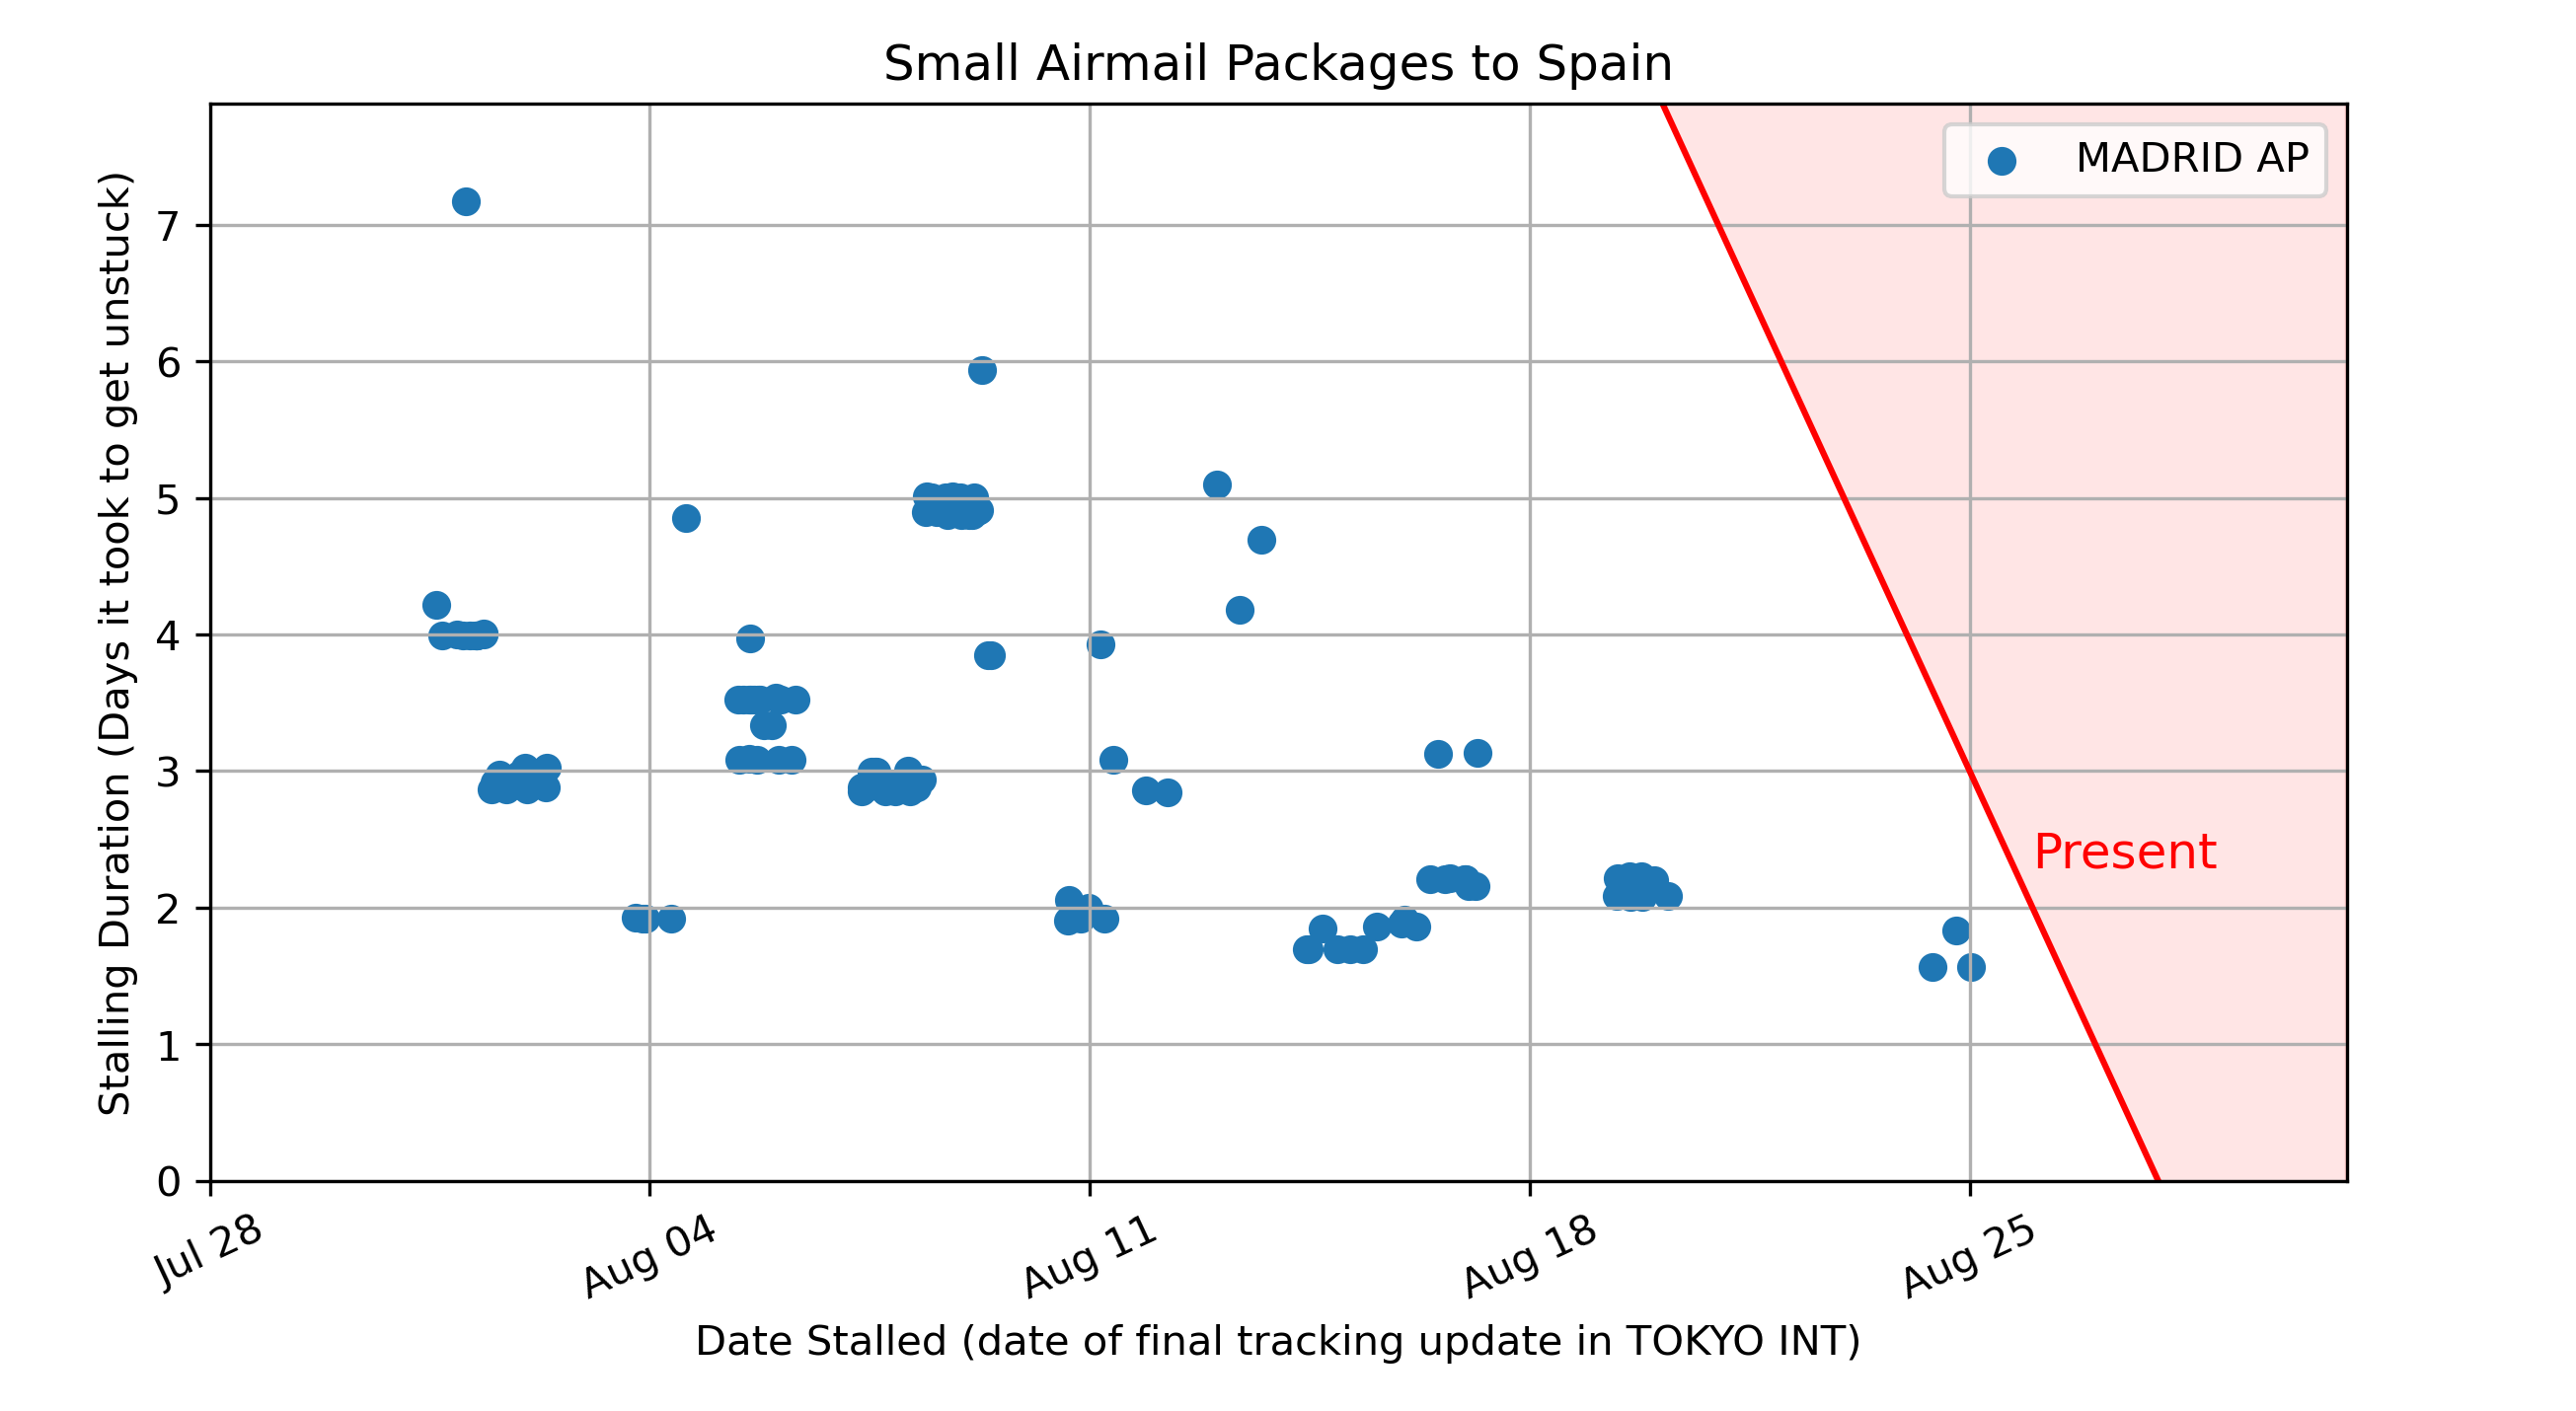 Small Airmail Packages to Spain
MADRID AP
Stalling Duration (Days it took to get unstuck)
7
6
5
4
3
2
1
0
Present
Jul 28
Aug 04
Aug 11
Aug 18
Aug 25
Date Stalled (date of final tracking update in TOKYO INT)